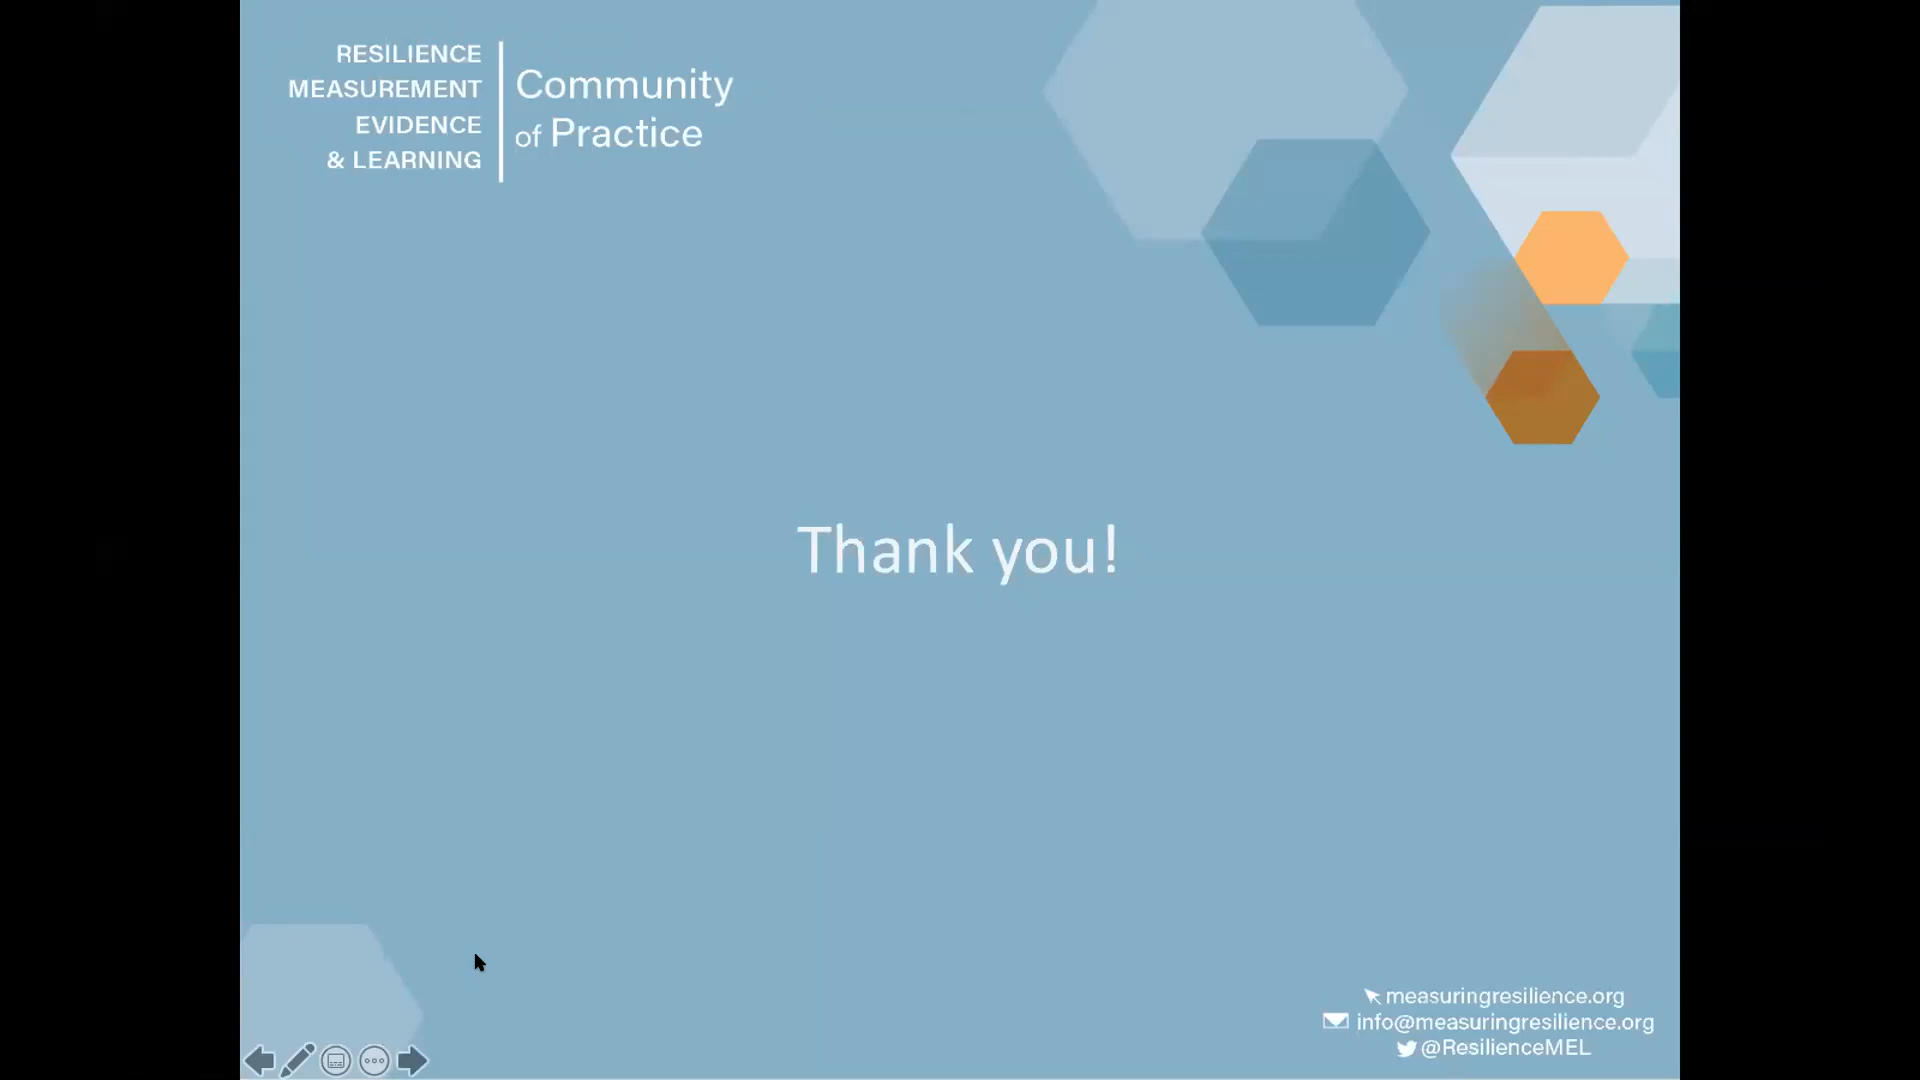 RESILIENCE
MEASUREMENT
EVIDENCE
& LEARNING
Community
of Practice
Thank you!
measuringresilience.org
info@measuringresilience.org
@ResilienceMEL